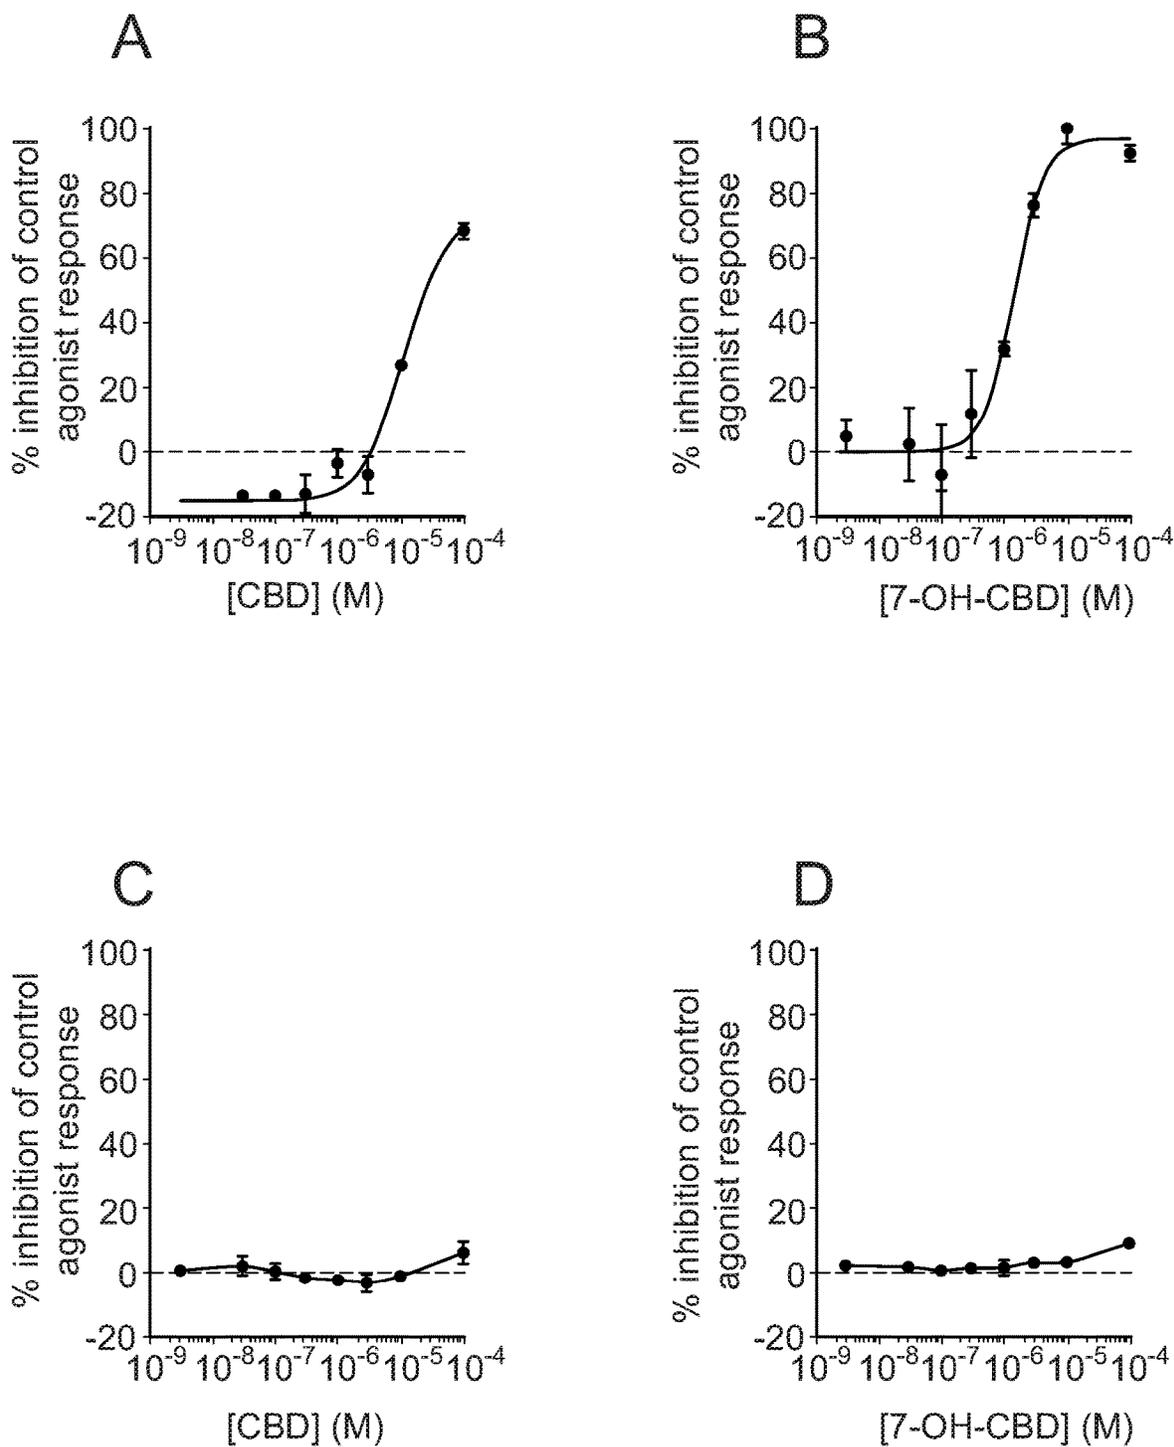 A
% inhibition of control
agonist response
100
80
60
40
20
0
-20
10-9 10-8 10-7 10-6 10-5 10-4
[CBD] (M)
B
% inhibition of control
agonist response
100
80
60
40
20
0
-20
10-9 10-8 10-7 10-6 10-5 10-4
[7-OH-CBD] (M)
C
% inhibition of control
agonist response
100
80
60
40
20
0
-20
10-9 10-8 10-7 10-6 10-5 10-4
[CBD] (M)
D
% inhibition of control
agonist response
100
80
60
40
20
0
-20
10-9 10-8 10-7 10-6 10-5 10-4
[7-OH-CBD] (M)